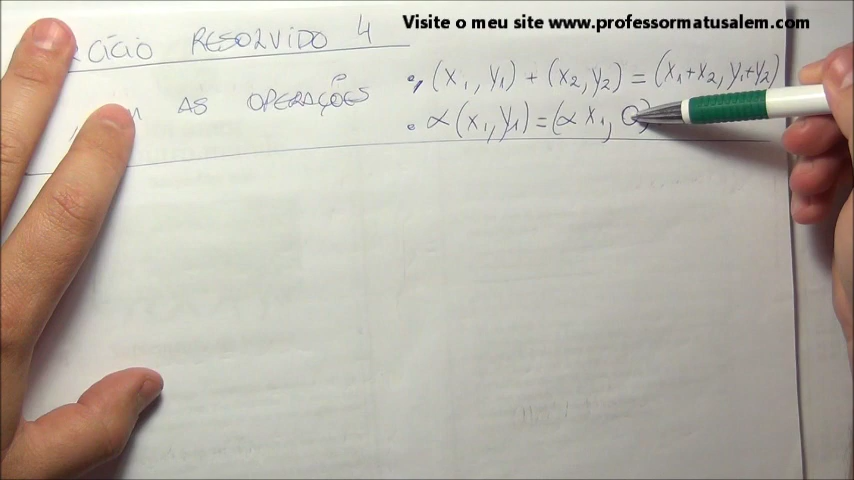 Visite o meu site www.professormatusalem.com
RCÍCIO RESOLVIDO 4
AS OPERAÇÕES
• (x₁, y₁) + (x₂, y₂) = (x₁+x₂, y₁+y₂)
• α(x₁, y₁) = (αx₁, 0)